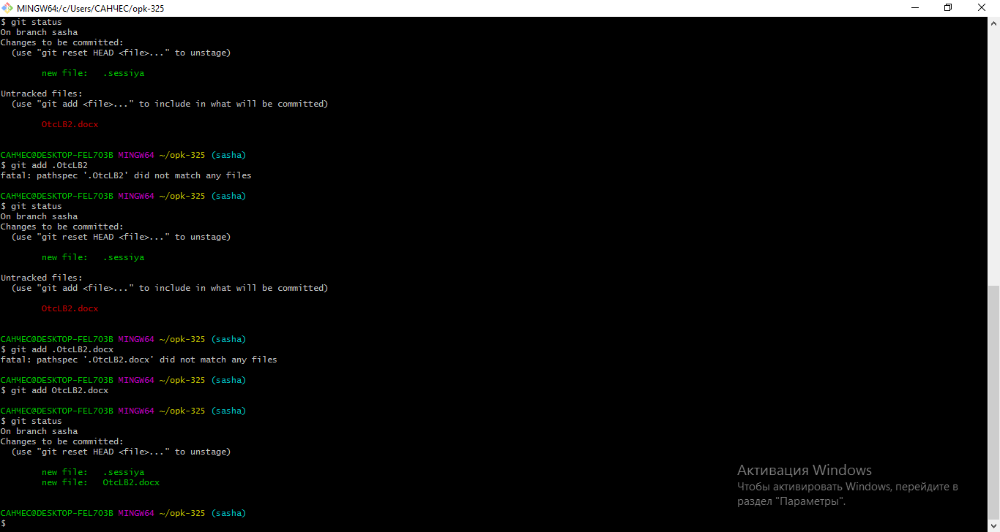 MINGW64:/c/Users/САНЧЕС/opk-325
$ git status
On branch sasha
Changes to be committed:
  (use "git reset HEAD <file>..." to unstage)
        new file:   .sessiya
Untracked files:
  (use "git add <file>..." to include in what will be committed)
        OtcLB2.docx
САНЧЕС@DESKTOP-FEL7O3B MINGW64 ~/opk-325 (sasha)
$ git add .OtcLB2
fatal: pathspec '.OtcLB2' did not match any files
САНЧЕС@DESKTOP-FEL7O3B MINGW64 ~/opk-325 (sasha)
$ git status
On branch sasha
Changes to be committed:
  (use "git reset HEAD <file>..." to unstage)
        new file:   .sessiya
Untracked files:
  (use "git add <file>..." to include in what will be committed)
        OtcLB2.docx
САНЧЕС@DESKTOP-FEL7O3B MINGW64 ~/opk-325 (sasha)
$ git add .OtcLB2.docx
fatal: pathspec '.OtcLB2.docx' did not match any files
САНЧЕС@DESKTOP-FEL7O3B MINGW64 ~/opk-325 (sasha)
$ git add OtcLB2.docx
САНЧЕС@DESKTOP-FEL7O3B MINGW64 ~/opk-325 (sasha)
$ git status
On branch sasha
Changes to be committed:
  (use "git reset HEAD <file>..." to unstage)
        new file:   .sessiya
        new file:   OtcLB2.docx
САНЧЕС@DESKTOP-FEL7O3B MINGW64 ~/opk-325 (sasha)
$
Активация Windows
Чтобы активировать Windows, перейдите в
раздел "Параметры".